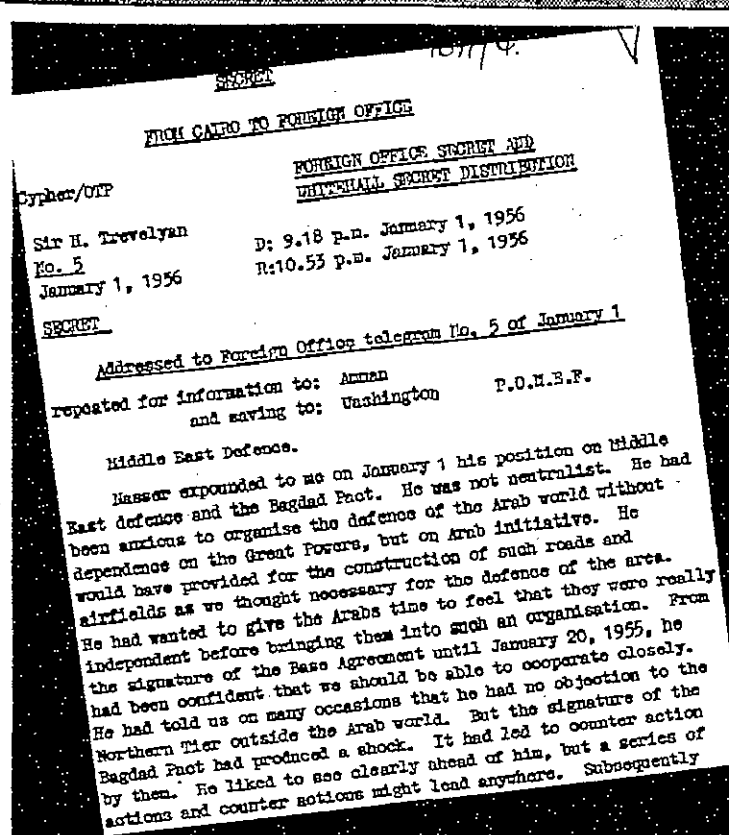 SECRET
FROM CAIRO TO FOREIGN OFFICE
Cypher/OTP
FOREIGN OFFICE SECRET AND
WHITEHALL SECRET DISTRIBUTION
Sir H. Trevelyan
No. 5
January 1, 1956
D: 9.18 p.m. January 1, 1956
R:10.53 p.m. January 1, 1956
SECRET
Addressed to Foreign Office telegram No. 5 of January 1
repeated for information to: Amman
and saving to: Washington P.O.M.E.F.
Middle East Defence.
Nasser expounded to me on January 1 his position on Middle
East defence and the Bagdad Pact. He was not neutralist. He had
been anxious to organise the defence of the Arab world without
dependence on the Great Powers, but on Arab initiative. He
would have provided for the construction of such roads and
airfields as we thought necessary for the defence of the area.
He had wanted to give the Arabs time to feel that they were really
independent before bringing them into such an organisation. From
the signature of the Base Agreement until January 20, 1955, he
had been confident that we should be able to cooperate closely.
He had told us on many occasions that he had no objection to the
Northern Tier outside the Arab world. But the signature of the
Bagdad Pact had produced a shock. It had led to counter action
by them. He liked to see clearly ahead of him, but a series of
actions and counter actions might lead anywhere. Subsequently